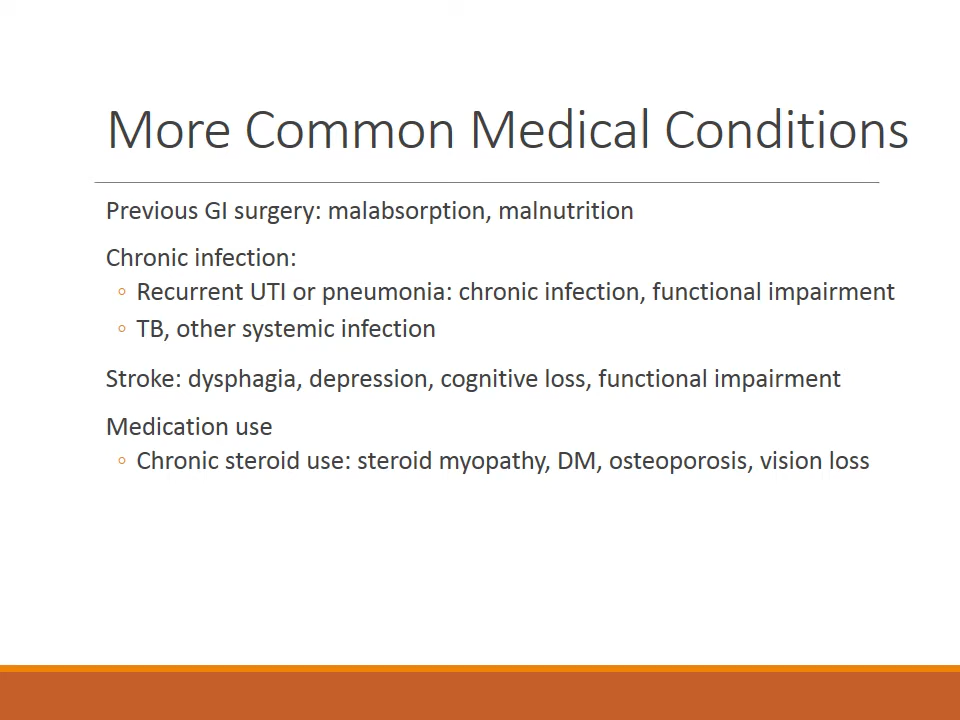 More Common Medical Conditions
Previous GI surgery: malabsorption, malnutrition
Chronic infection:
◦ Recurrent UTI or pneumonia: chronic infection, functional impairment
◦ TB, other systemic infection
Stroke: dysphagia, depression, cognitive loss, functional impairment
Medication use
◦ Chronic steroid use: steroid myopathy, DM, osteoporosis, vision loss